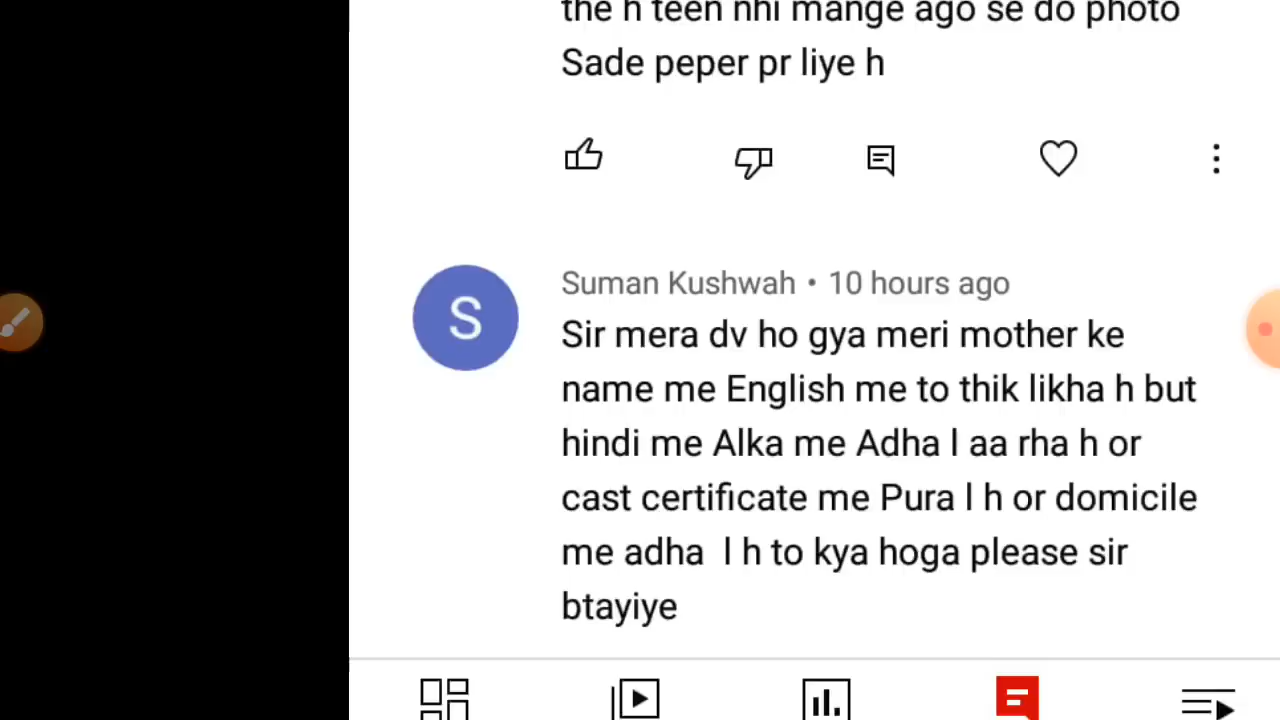 the h teen nhi mange ago se do photo
Sade peper pr liye h
S
Suman Kushwah • 10 hours ago
Sir mera dv ho gya meri mother ke
name me English me to thik likha h but
hindi me Alka me Adha l aa rha h or
cast certificate me Pura l h or domicile
me adha  l h to kya hoga please sir
btayiye